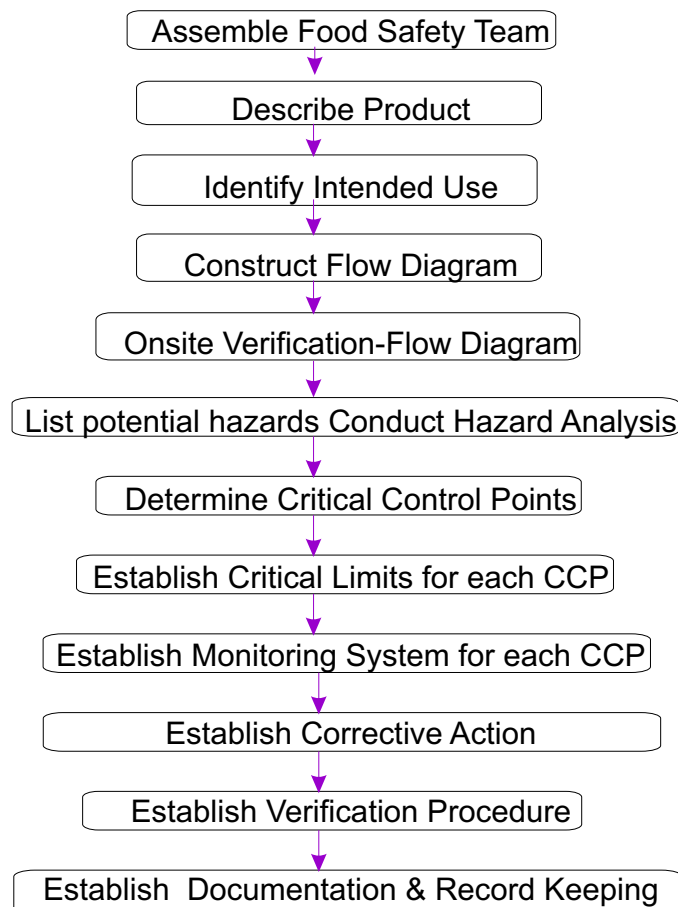 Assemble Food Safety Team
Describe Product
Identify Intended Use
Construct Flow Diagram
Onsite Verification-Flow Diagram
List potential hazards Conduct Hazard Analysis
Determine Critical Control Points
Establish Critical Limits for each CCP
Establish Monitoring System for each CCP
Establish Corrective Action
Establish Verification Procedure
Establish Documentation & Record Keeping